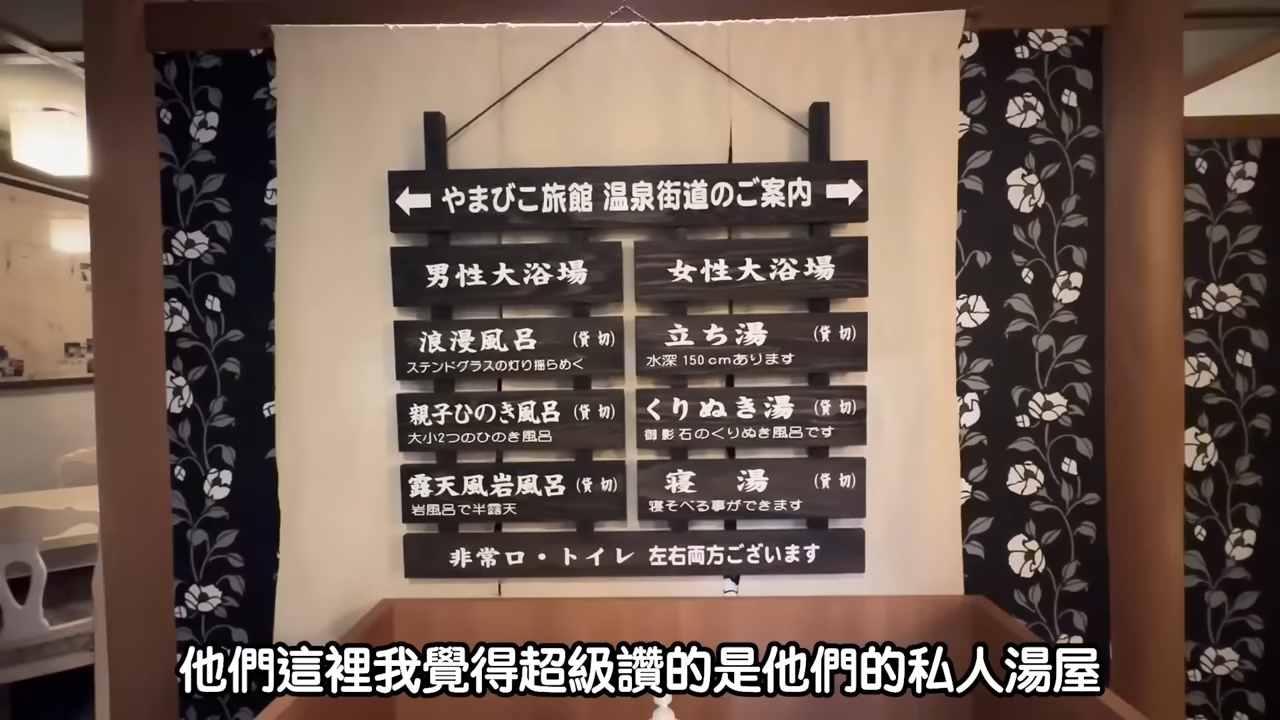 ← やまびこ旅館 温泉街道のご案内 →
男性大浴場
女性大浴場
浪漫風呂 (貸切)
ステンドグラスの灯り揺らめく
立ち湯 (貸切)
水深150cmあります
親子ひのき風呂 (貸切)
大小2つのひのき風呂
くりぬき湯 (貸切)
御影石のくりぬき風呂です
露天風岩風呂 (貸切)
岩風呂で半露天
寝 湯 (貸切)
寝そべる事ができます
非常口・トイレ 左右両方ございます
他們這裡我覺得超級讚的是他們的私人湯屋